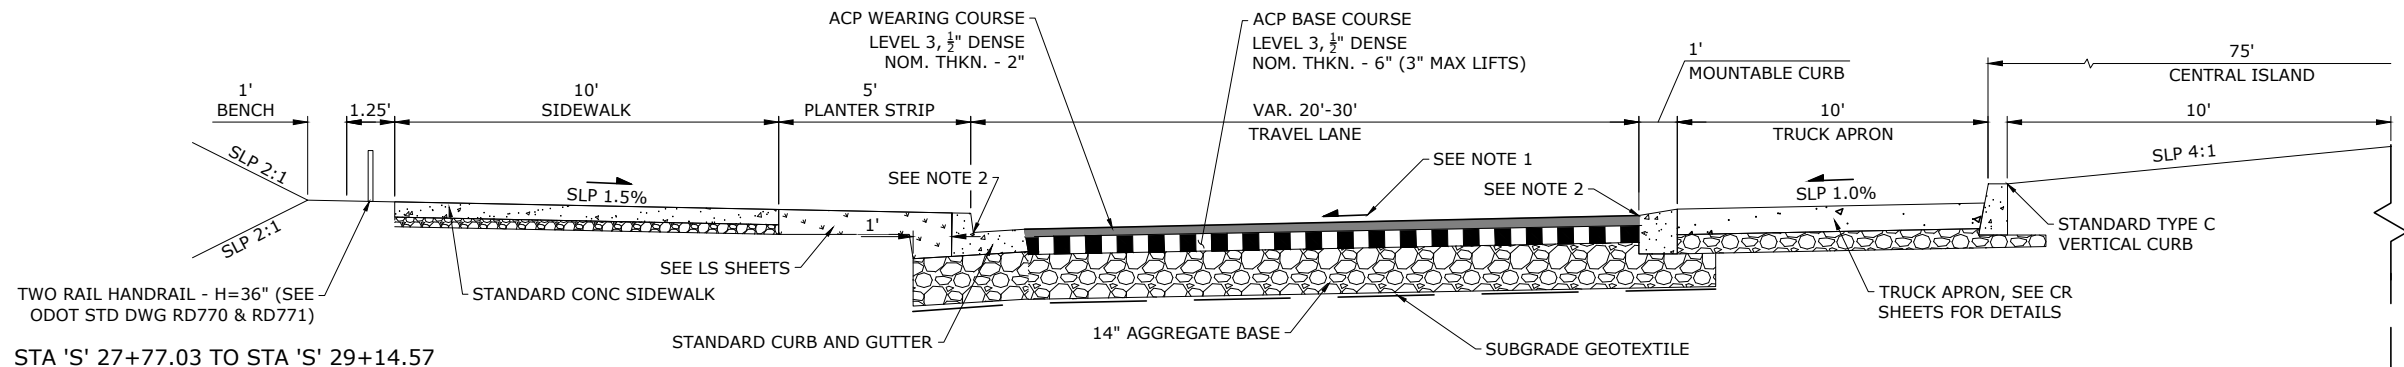 ACP WEARING COURSE
LEVEL 3, 1/2" DENSE
NOM. THKN. - 2"
ACP BASE COURSE
LEVEL 3, 1/2" DENSE
NOM. THKN. - 6" (3" MAX LIFTS)
1'
MOUNTABLE CURB
75'
CENTRAL ISLAND
1'
BENCH
1.25'
10'
SIDEWALK
5'
PLANTER STRIP
VAR. 20'-30'
TRAVEL LANE
10'
TRUCK APRON
10'
SLP 2:1
SLP 2:1
SLP 1.5%
SEE NOTE 2
SEE NOTE 1
SEE NOTE 2
SLP 1.0%
SLP 4:1
1'
STANDARD TYPE C
VERTICAL CURB
SEE LS SHEETS
STANDARD CONC SIDEWALK
TWO RAIL HANDRAIL - H=36" (SEE
ODOT STD DWG RD770 & RD771)
TRUCK APRON, SEE CR
SHEETS FOR DETAILS
STANDARD CURB AND GUTTER
14" AGGREGATE BASE
SUBGRADE GEOTEXTILE
STA 'S' 27+77.03 TO STA 'S' 29+14.57